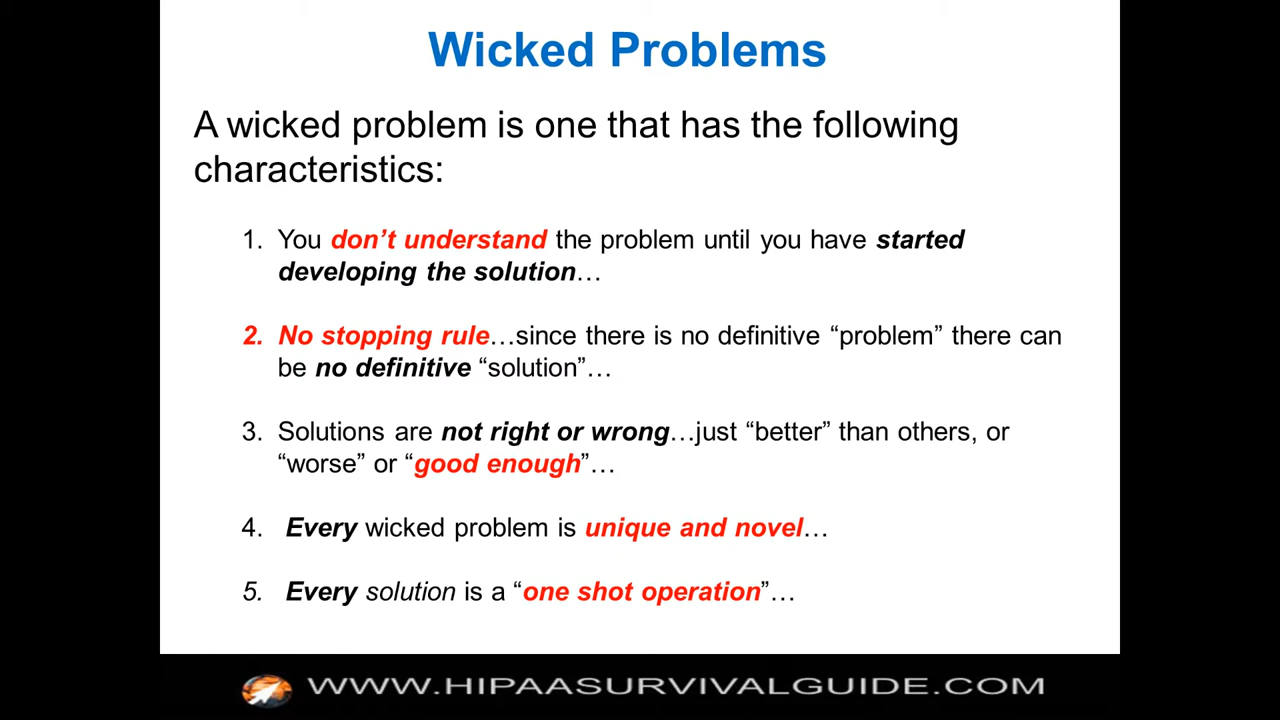 Wicked Problems
A wicked problem is one that has the following
characteristics:
1. You don’t understand the problem until you have started
developing the solution…
2. No stopping rule…since there is no definitive “problem” there can
be no definitive “solution”…
3. Solutions are not right or wrong…just “better” than others, or
“worse” or “good enough”…
4. Every wicked problem is unique and novel…
5. Every solution is a “one shot operation”…
WWW.HIPAASURVIVALGUIDE.COM